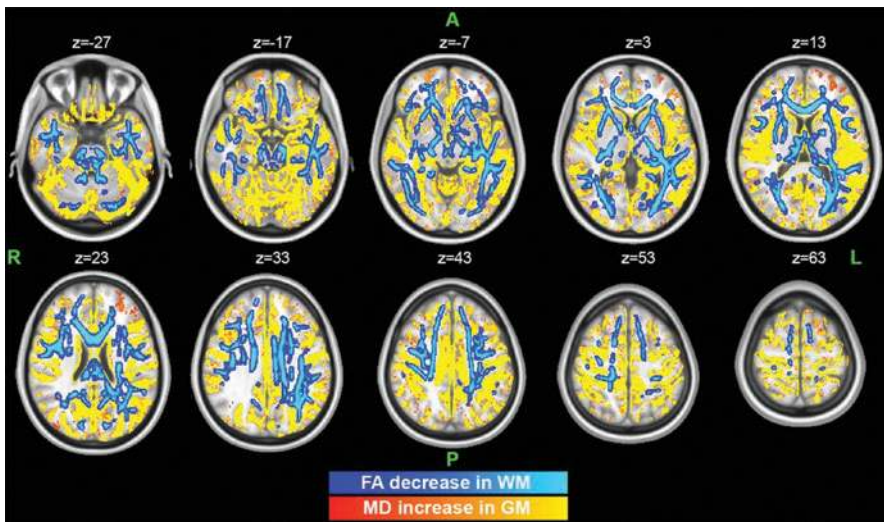 A
z=-27 z=-17 z=-7 z=3 z=13
R z=23 z=33 z=43 z=53 z=63 L
P
FA decrease in WM
MD increase in GM